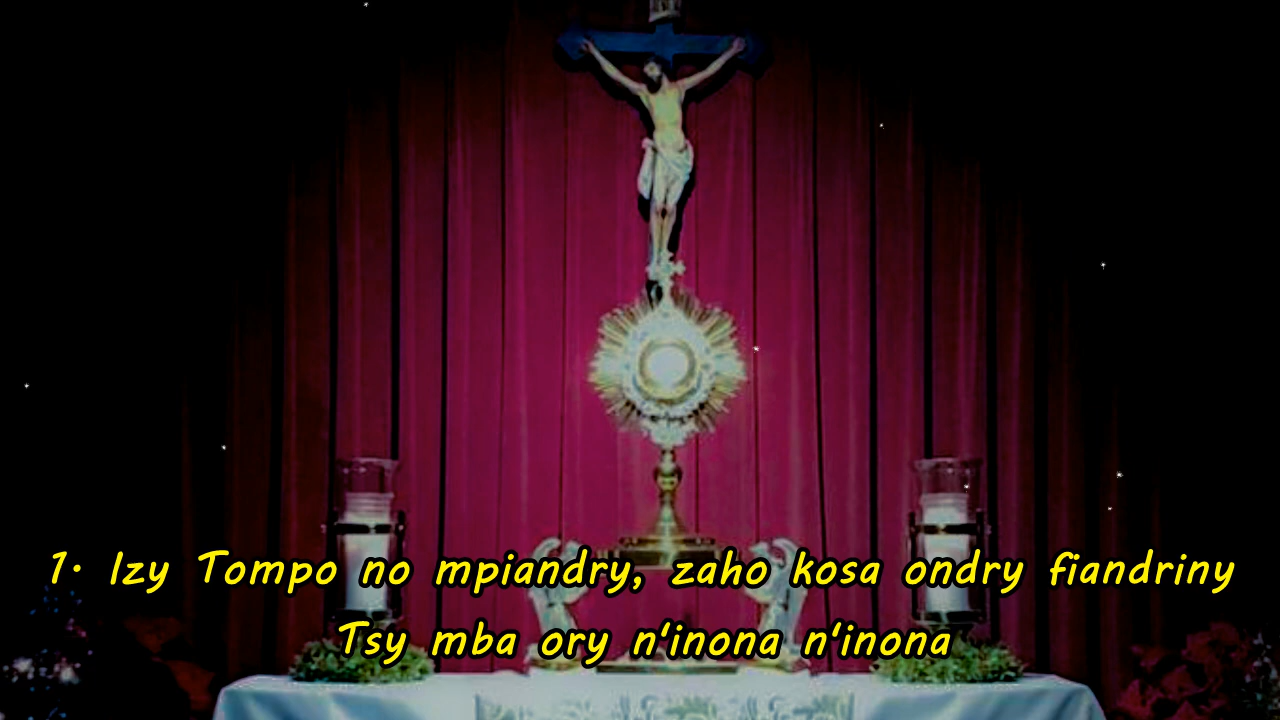 1. Izy Tompo no mpiandry, zaho kosa ondry fiandriny
Tsy mba ory n'inona n'inona